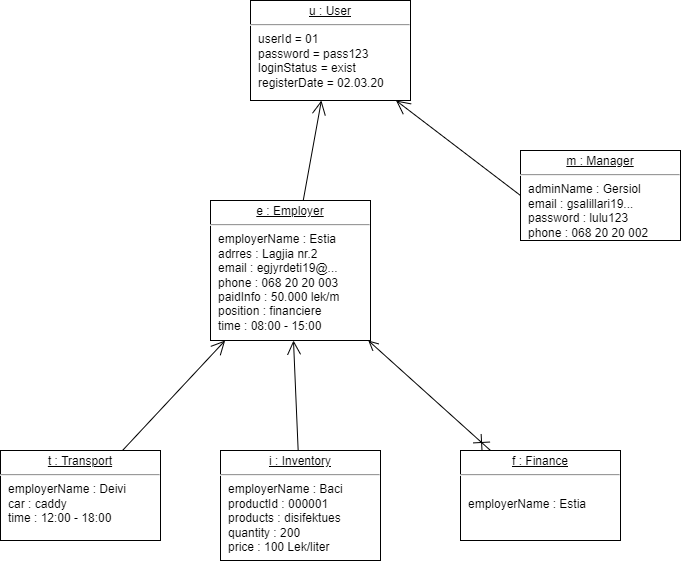 u : User
userId = 01
password = pass123
loginStatus = exist
registerDate = 02.03.20
m : Manager
adminName : Gersiol
email : gsalillari19...
password : lulu123
phone : 068 20 20 002
e : Employer
employerName : Estia
adrres : Lagjia nr.2
email : egjyrdeti19@...
phone : 068 20 20 003
paidInfo : 50.000 lek/m
position : financiere
time : 08:00 - 15:00
t : Transport
employerName : Deivi
car : caddy
time : 12:00 - 18:00
i : Inventory
employerName : Baci
productId : 000001
products : disifektues
quantity : 200
price : 100 Lek/liter
f : Finance
employerName : Estia